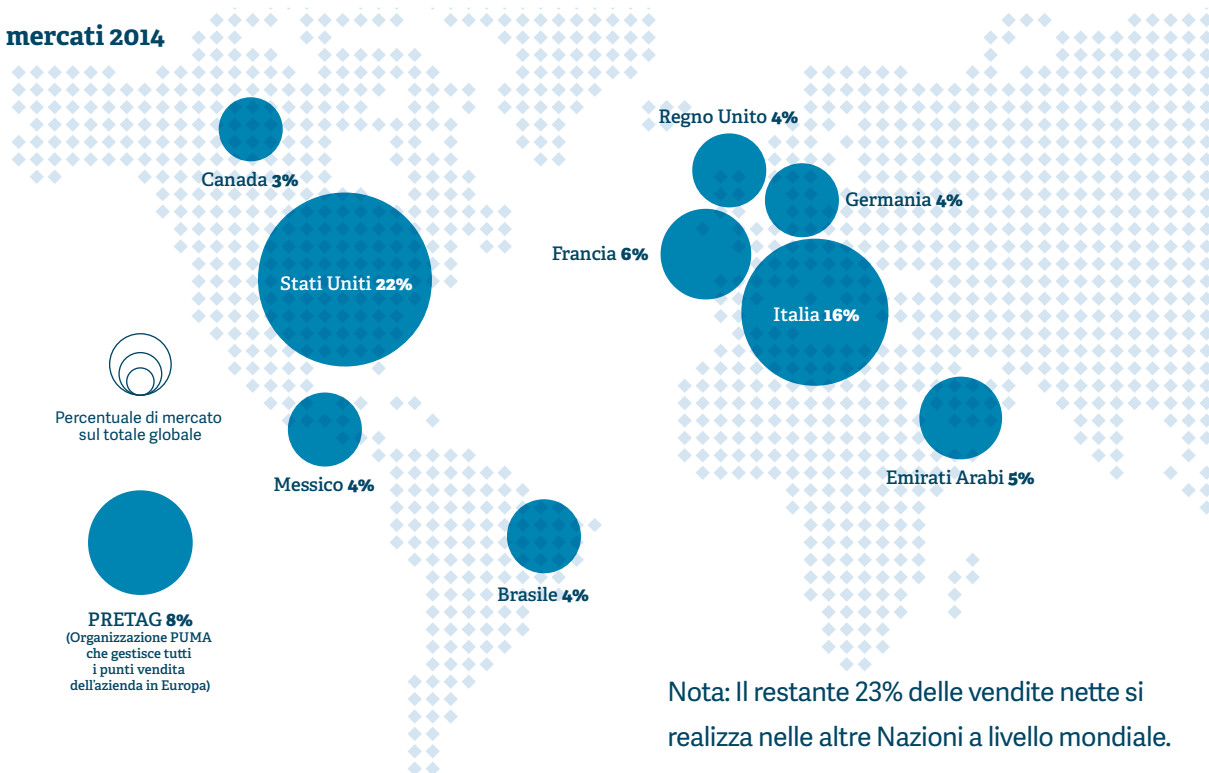 mercati 2014
Regno Unito 4%
Canada 3%
Germania 4%
Francia 6%
Stati Uniti 22%
Italia 16%
Percentuale di mercato
sul totale globale
Messico 4%
Emirati Arabi 5%
Brasile 4%
PRETAG 8%
(Organizzazione PUMA
che gestisce tutti
i punti vendita
dell'azienda in Europa)
Nota: Il restante 23% delle vendite nette si
realizza nelle altre Nazioni a livello mondiale.